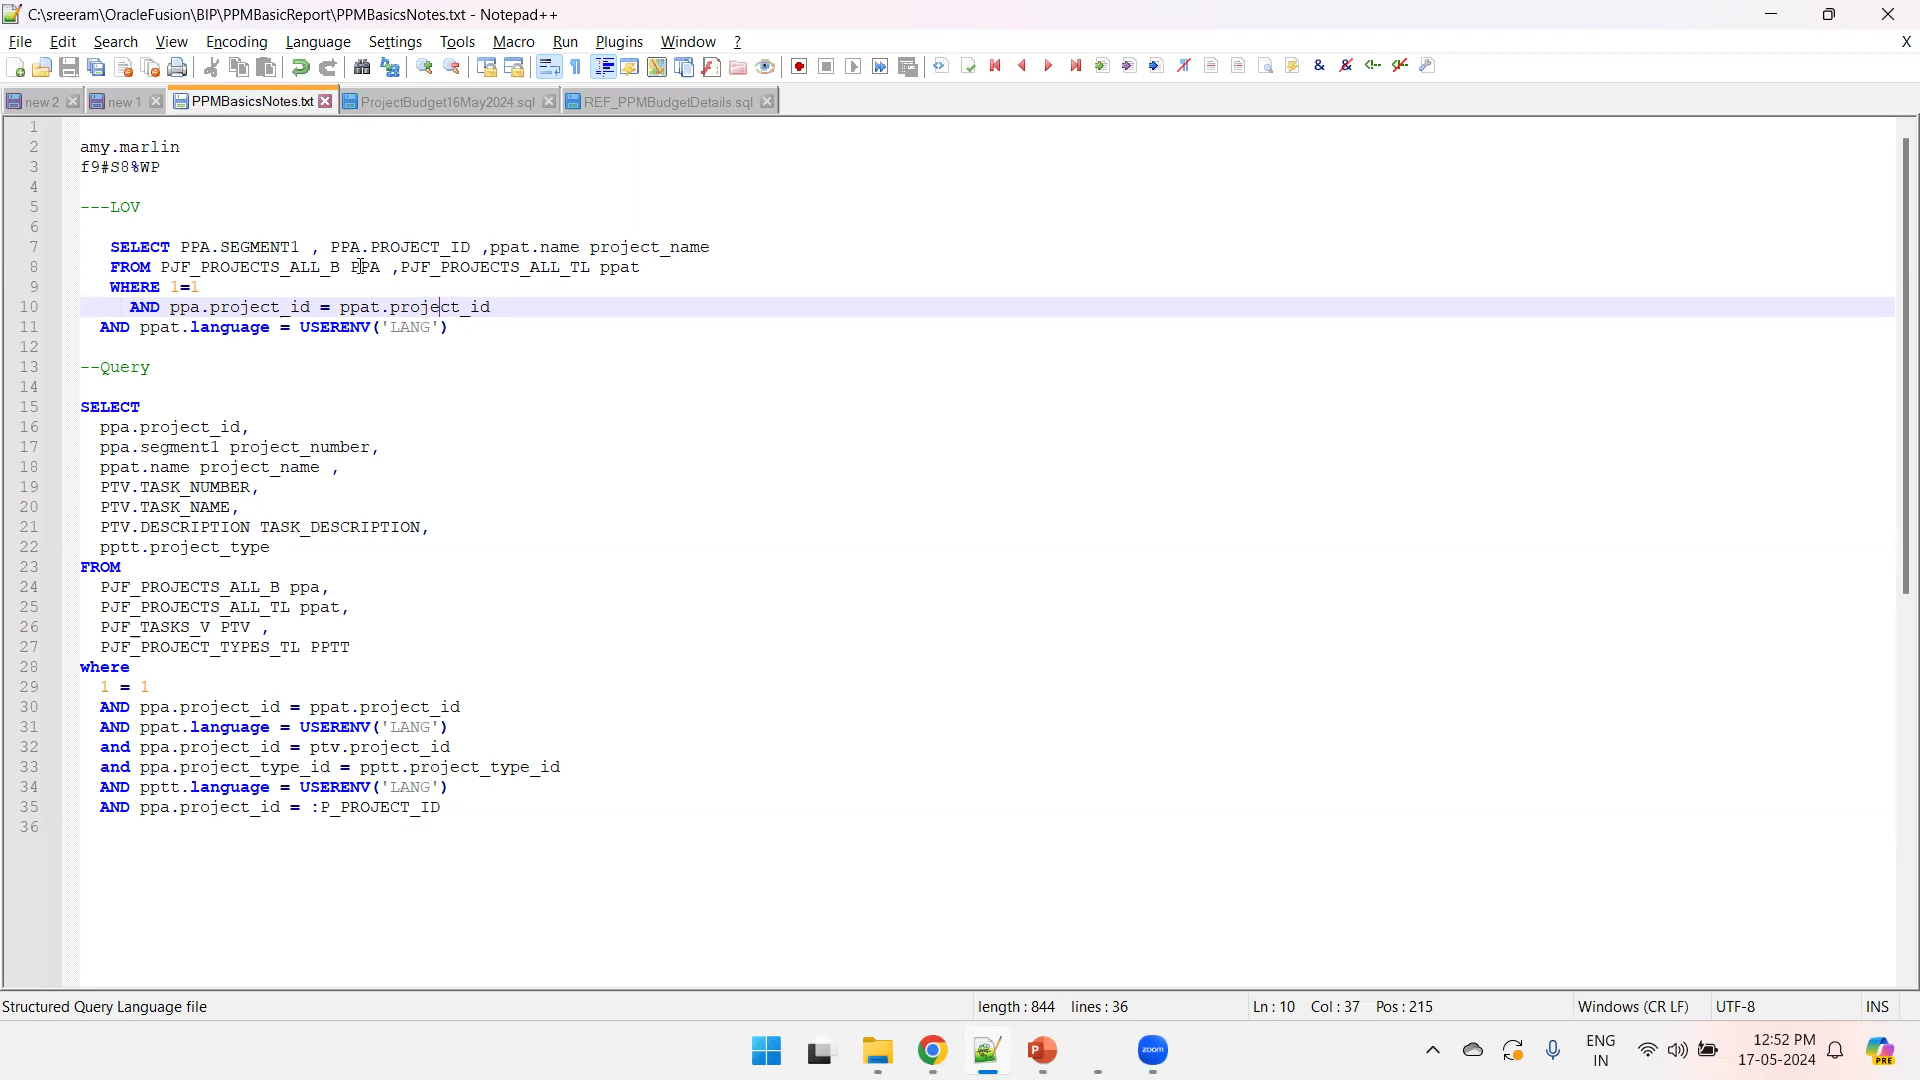 C:\sreeram\OracleFusion\BIP\PPMBasicReport\PPMBasicsNotes.txt - Notepad++
File Edit Search View Encoding Language Settings Tools Macro Run Plugins Window ? X
new 2 new 1 PPMBasicsNotes.txt ProjectBudget16May2024.sql REF_PPMBudgetDetails.sql
1
2 amy.marlin
3 f9#S8%WP
4
5 ---LOV
6
7 SELECT PPA.SEGMENT1 , PPA.PROJECT_ID ,ppat.name project_name
8 FROM PJF_PROJECTS_ALL_B PPA ,PJF_PROJECTS_ALL_TL ppat
9 WHERE 1=1
10 AND ppa.project_id = ppat.project_id
11 AND ppat.language = USERENV('LANG')
12
13 --Query
14
15 SELECT
16 ppa.project_id,
17 ppa.segment1 project_number,
18 ppat.name project_name ,
19 PTV.TASK_NUMBER,
20 PTV.TASK_NAME,
21 PTV.DESCRIPTION TASK_DESCRIPTION,
22 pptt.project_type
23 FROM
24 PJF_PROJECTS_ALL_B ppa,
25 PJF_PROJECTS_ALL_TL ppat,
26 PJF_TASKS_V PTV ,
27 PJF_PROJECT_TYPES_TL PPTT
28 where
29 1 = 1
30 AND ppa.project_id = ppat.project_id
31 AND ppat.language = USERENV('LANG')
32 and ppa.project_id = ptv.project_id
33 and ppa.project_type_id = pptt.project_type_id
34 AND pptt.language = USERENV('LANG')
35 AND ppa.project_id = :P_PROJECT_ID
36
Structured Query Language file length : 844 lines : 36 Ln : 10 Col : 37 Pos : 215 Windows (CR LF) UTF-8 INS
zoom ENG 12:52 PM
IN 17-05-2024 PRE